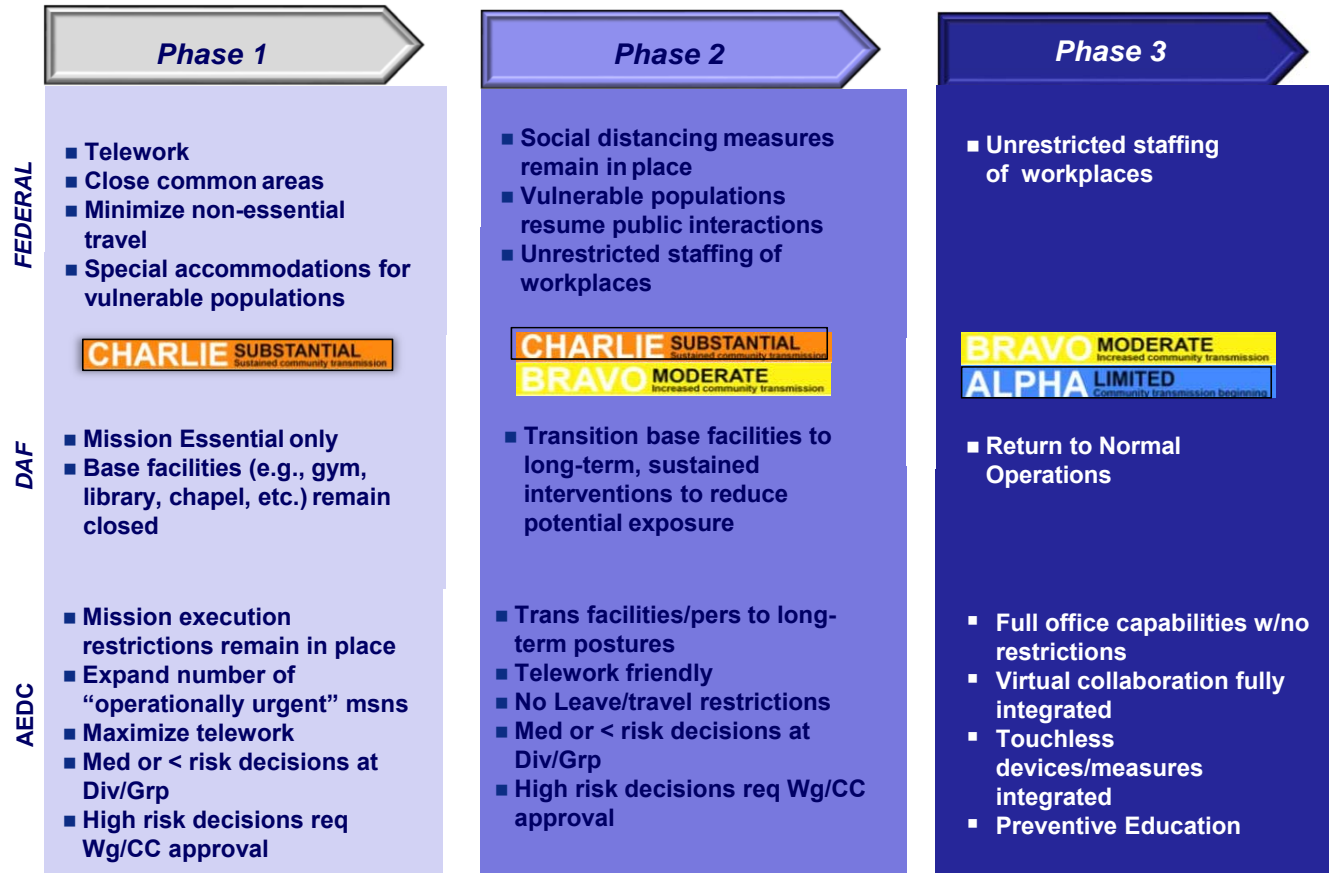 Phase 1
Phase 2
Phase 3
FEDERAL
■ Telework
■ Close common areas
■ Minimize non-essential
travel
■ Special accommodations for
vulnerable populations
■ Social distancing measures
remain in place
■ Vulnerable populations
resume public interactions
■ Unrestricted staffing of
workplaces
■ Unrestricted staffing
of workplaces
CHARLIE SUBSTANTIAL
Sustained community transmission
CHARLIE SUBSTANTIAL
Sustained community transmission
BRAVO MODERATE
Increased community transmission
BRAVO MODERATE
Increased community transmission
ALPHA LIMITED
Community transmission beginning
DAF
■ Mission Essential only
■ Base facilities (e.g., gym,
library, chapel, etc.) remain
closed
■ Transition base facilities to
long-term, sustained
interventions to reduce
potential exposure
■ Return to Normal
Operations
AEDC
■ Mission execution
restrictions remain in place
■ Expand number of
“operationally urgent” msns
■ Maximize telework
■ Med or < risk decisions at
Div/Grp
■ High risk decisions req
Wg/CC approval
■ Trans facilities/pers to long-
term postures
■ Telework friendly
■ No Leave/travel restrictions
■ Med or < risk decisions at
Div/Grp
■ High risk decisions req Wg/CC
approval
▪ Full office capabilities w/no
restrictions
▪ Virtual collaboration fully
integrated
▪ Touchless
devices/measures
integrated
▪ Preventive Education